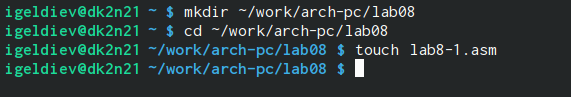 igeldiev@dk2n21 ~ $ mkdir ~/work/arch-pc/lab08
igeldiev@dk2n21 ~ $ cd ~/work/arch-pc/lab08
igeldiev@dk2n21 ~/work/arch-pc/lab08 $ touch lab8-1.asm
igeldiev@dk2n21 ~/work/arch-pc/lab08 $